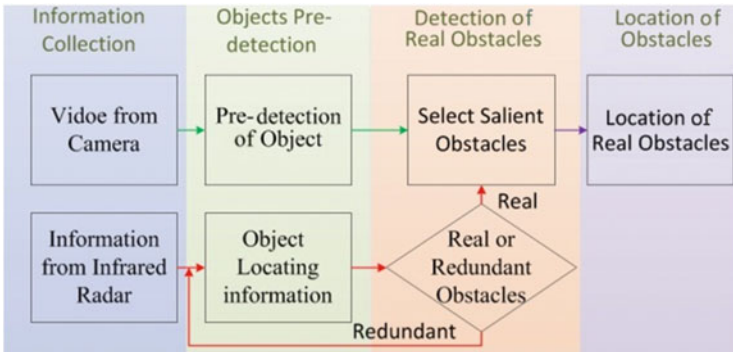 Information
Collection
Objects Pre-
detection
Detection of
Real Obstacles
Location of
Obstacles
Vidoe from
Camera
Pre-detection
of Object
Select Salient
Obstacles
Location of
Real Obstacles
Real
Information
from Infrared
Radar
Object
Locating
information
Real or
Redundant
Obstacles
Redundant